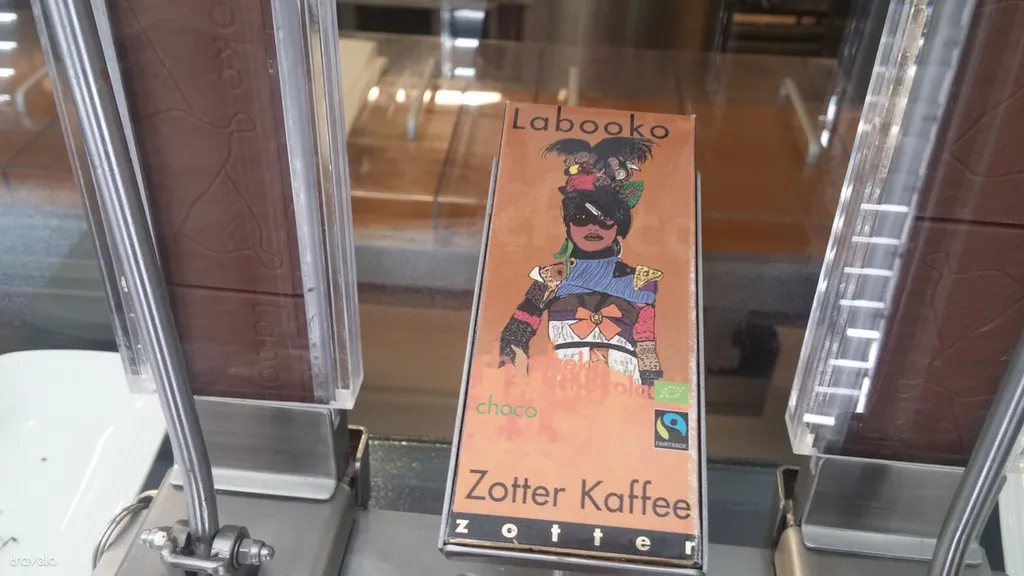 Labooko
choco
FAIRTRADE
Zotter Kaffee
zotter
travelo